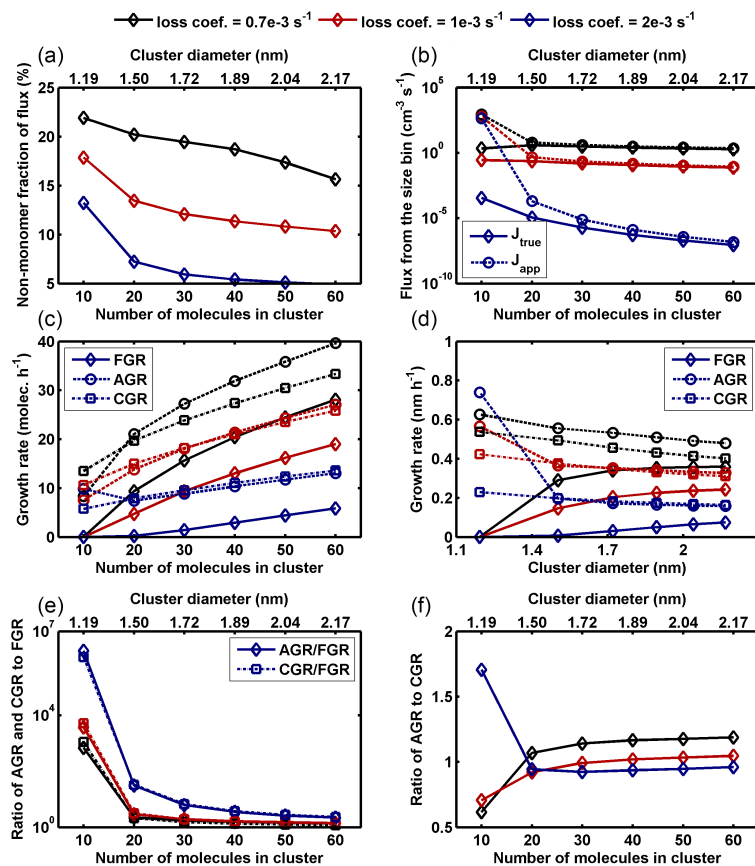 loss coef. = 0.7e-3 s⁻¹ loss coef. = 1e-3 s⁻¹ loss coef. = 2e-3 s⁻¹
(a)
Cluster diameter (nm)
1.19 1.50 1.72 1.89 2.04 2.17
Non-monomer fraction of flux (%)
25
20
15
10
5
10 20 30 40 50 60
Number of molecules in cluster
(b)
Cluster diameter (nm)
1.19 1.50 1.72 1.89 2.04 2.17
Flux from the size bin (cm⁻³ s⁻¹)
10⁵
10⁰
10⁻⁵
10⁻¹⁰
J_true
J_app
10 20 30 40 50 60
Number of molecules in cluster
(c)
Growth rate (molec. h⁻¹)
40
30
20
10
0
FGR
AGR
CGR
10 20 30 40 50 60
Number of molecules in cluster
(d)
Growth rate (nm h⁻¹)
1
0.8
0.6
0.4
0.2
0
FGR
AGR
CGR
1.1 1.4 1.7 2
Cluster diameter (nm)
(e)
Cluster diameter (nm)
1.19 1.50 1.72 1.89 2.04 2.17
Ratio of AGR and CGR to FGR
10⁷
10⁴
10⁰
AGR/FGR
CGR/FGR
10 20 30 40 50 60
Number of molecules in cluster
(f)
Cluster diameter (nm)
1.19 1.50 1.72 1.89 2.04 2.17
Ratio of AGR to CGR
2
1.5
1
0.5
10 20 30 40 50 60
Number of molecules in cluster